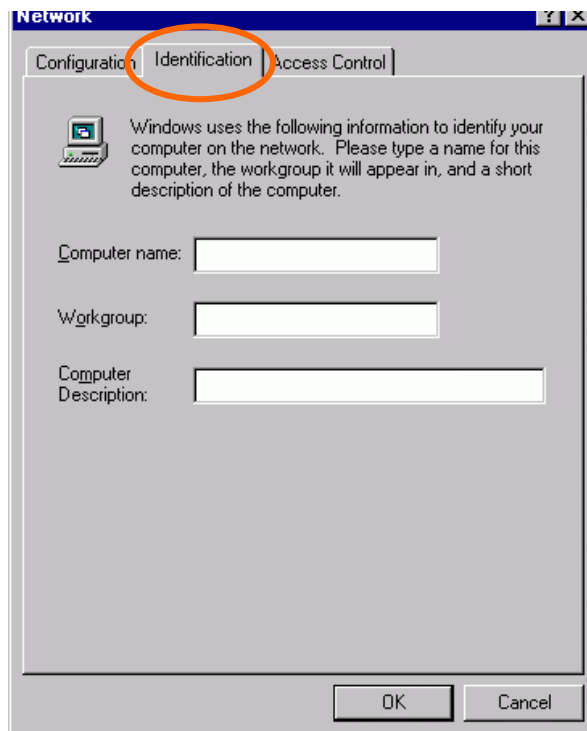 Network
Configuration Identification Access Control
Windows uses the following information to identify your
computer on the network. Please type a name for this
computer, the workgroup it will appear in, and a short
description of the computer.
Computer name:
Workgroup:
Computer
Description:
OK Cancel